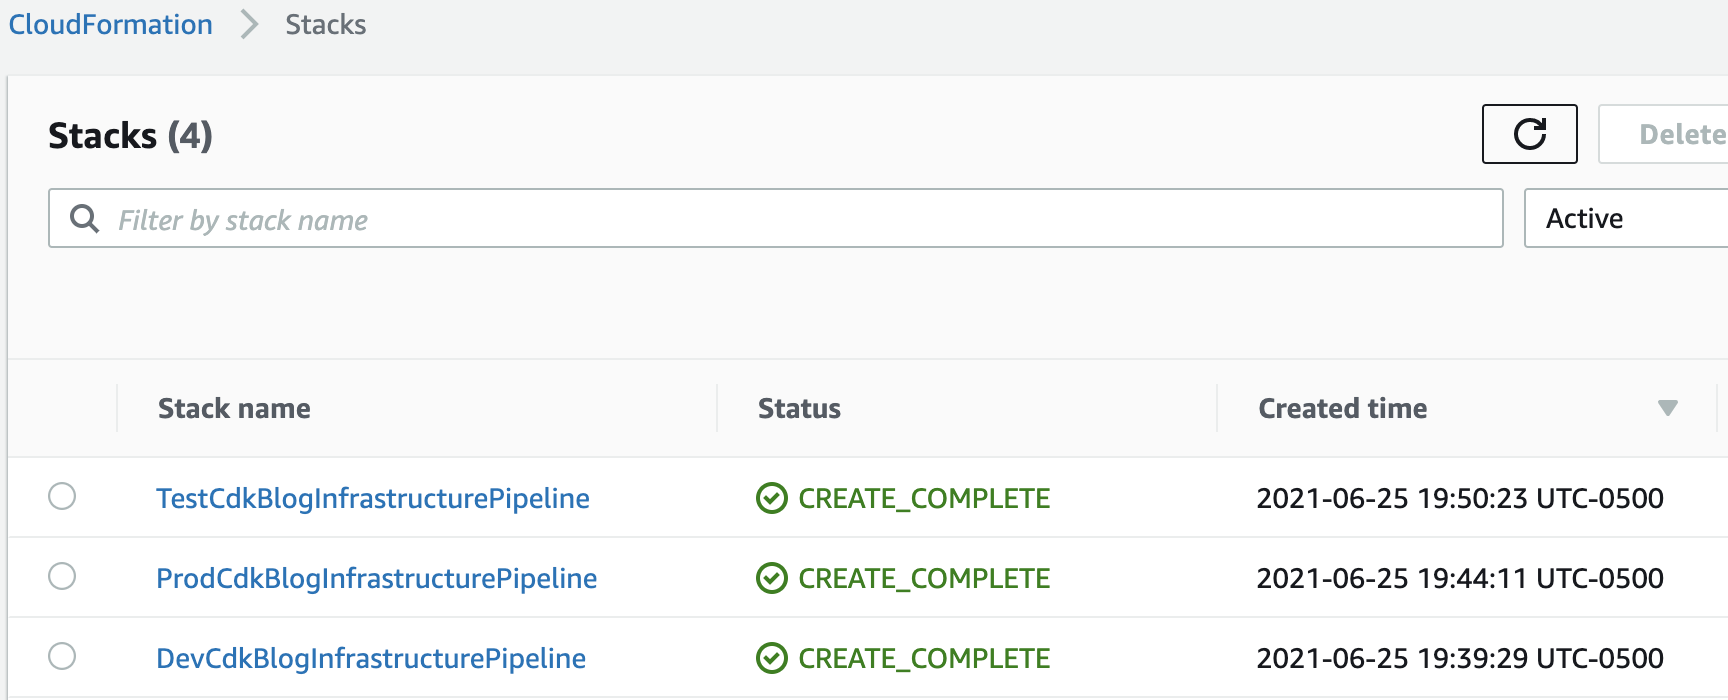 CloudFormation > Stacks
Stacks (4)
Delete
Filter by stack name
Active
Stack name Status Created time
TestCdkBlogInfrastructurePipeline CREATE_COMPLETE 2021-06-25 19:50:23 UTC-0500
ProdCdkBlogInfrastructurePipeline CREATE_COMPLETE 2021-06-25 19:44:11 UTC-0500
DevCdkBlogInfrastructurePipeline CREATE_COMPLETE 2021-06-25 19:39:29 UTC-0500